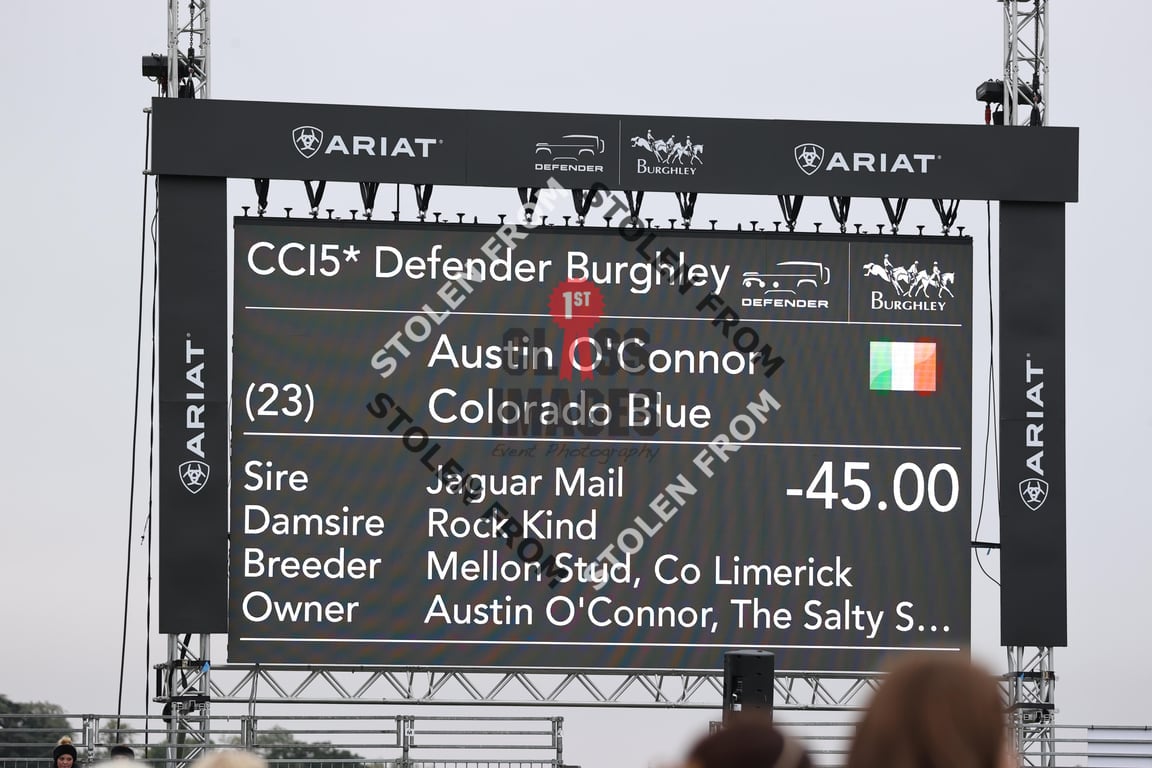 ARIAT
DEFENDER
BURGHLEY
ARIAT
CCI5* Defender Burghley
DEFENDER
BURGHLEY
Austin O'Connor
(23) Colorado Blue
Sire Jaguar Mail -45.00
Damsire Rock Kind
Breeder Mellon Stud, Co Limerick
Owner Austin O'Connor, The Salty S...
ARIAT
ARIAT
STOLEN FROM
STOLEN FROM
STOLEN FROM
STOLEN FROM
1ST
CLASS
IMAGES
Event Photography